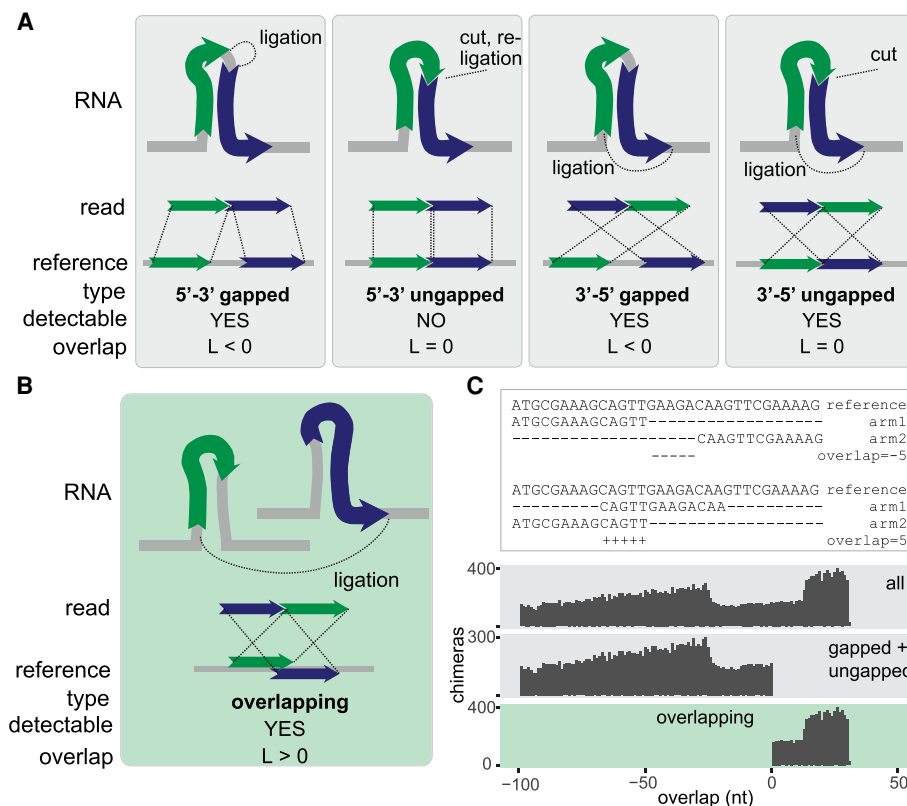 A
RNA
ligation
cut, re-
ligation
ligation
cut
ligation
read
reference
type 5’-3’ gapped 5’-3’ ungapped 3’-5’ gapped 3’-5’ ungapped
detectable YES NO YES YES
overlap L < 0 L = 0 L < 0 L = 0
B
RNA
ligation
read
reference
type overlapping
detectable YES
overlap L > 0
C
ATGCGAAAGCAGTTGAAGACAAGTTCGAAAAG reference
ATGCGAAAGCAGTT------------------ arm1
-------------------CAAGTTCGAAAAG arm2
----- overlap=-5
ATGCGAAAGCAGTTGAAGACAAGTTCGAAAAG reference
---------CAGTTGAAGACAA---------- arm1
ATGCGAAAGCAGTT------------------ arm2
+++++ overlap=5
400
all
300
gapped +
ungapped
chimeras
400
overlapping
0
−100 −50 0 50
overlap (nt)